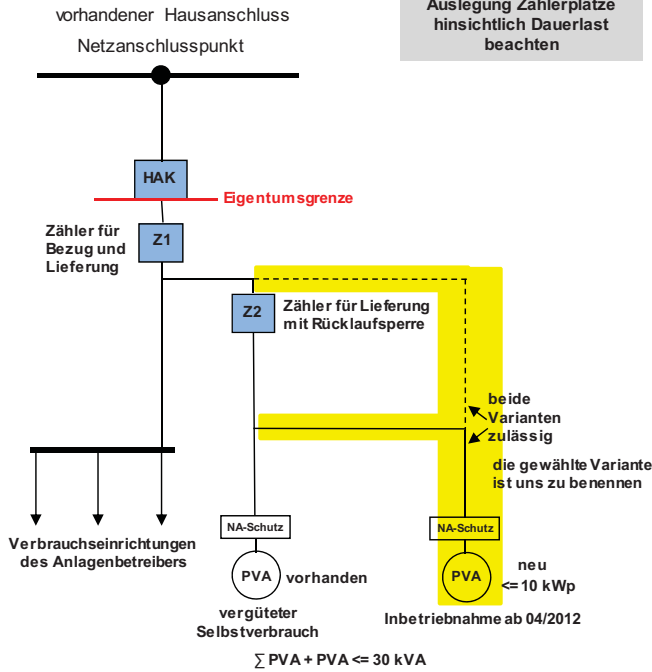 vorhandener Hausanschluss
Netzanschlusspunkt
Auslegung Zählerplätze
hinsichtlich Dauerlast
beachten
HAK
Eigentumsgrenze
Zähler für
Bezug und
Lieferung
Z1
Z2
Zähler für Lieferung
mit Rücklaufsperre
beide
Varianten
zulässig
die gewählte Variante
ist uns zu benennen
NA-Schutz
NA-Schutz
Verbrauchseinrichtungen
des Anlagenbetreibers
PVA
vorhanden
PVA
neu
<= 10 kWp
vergüteter
Selbstverbrauch
Inbetriebnahme ab 04/2012
∑ PVA + PVA <= 30 kVA